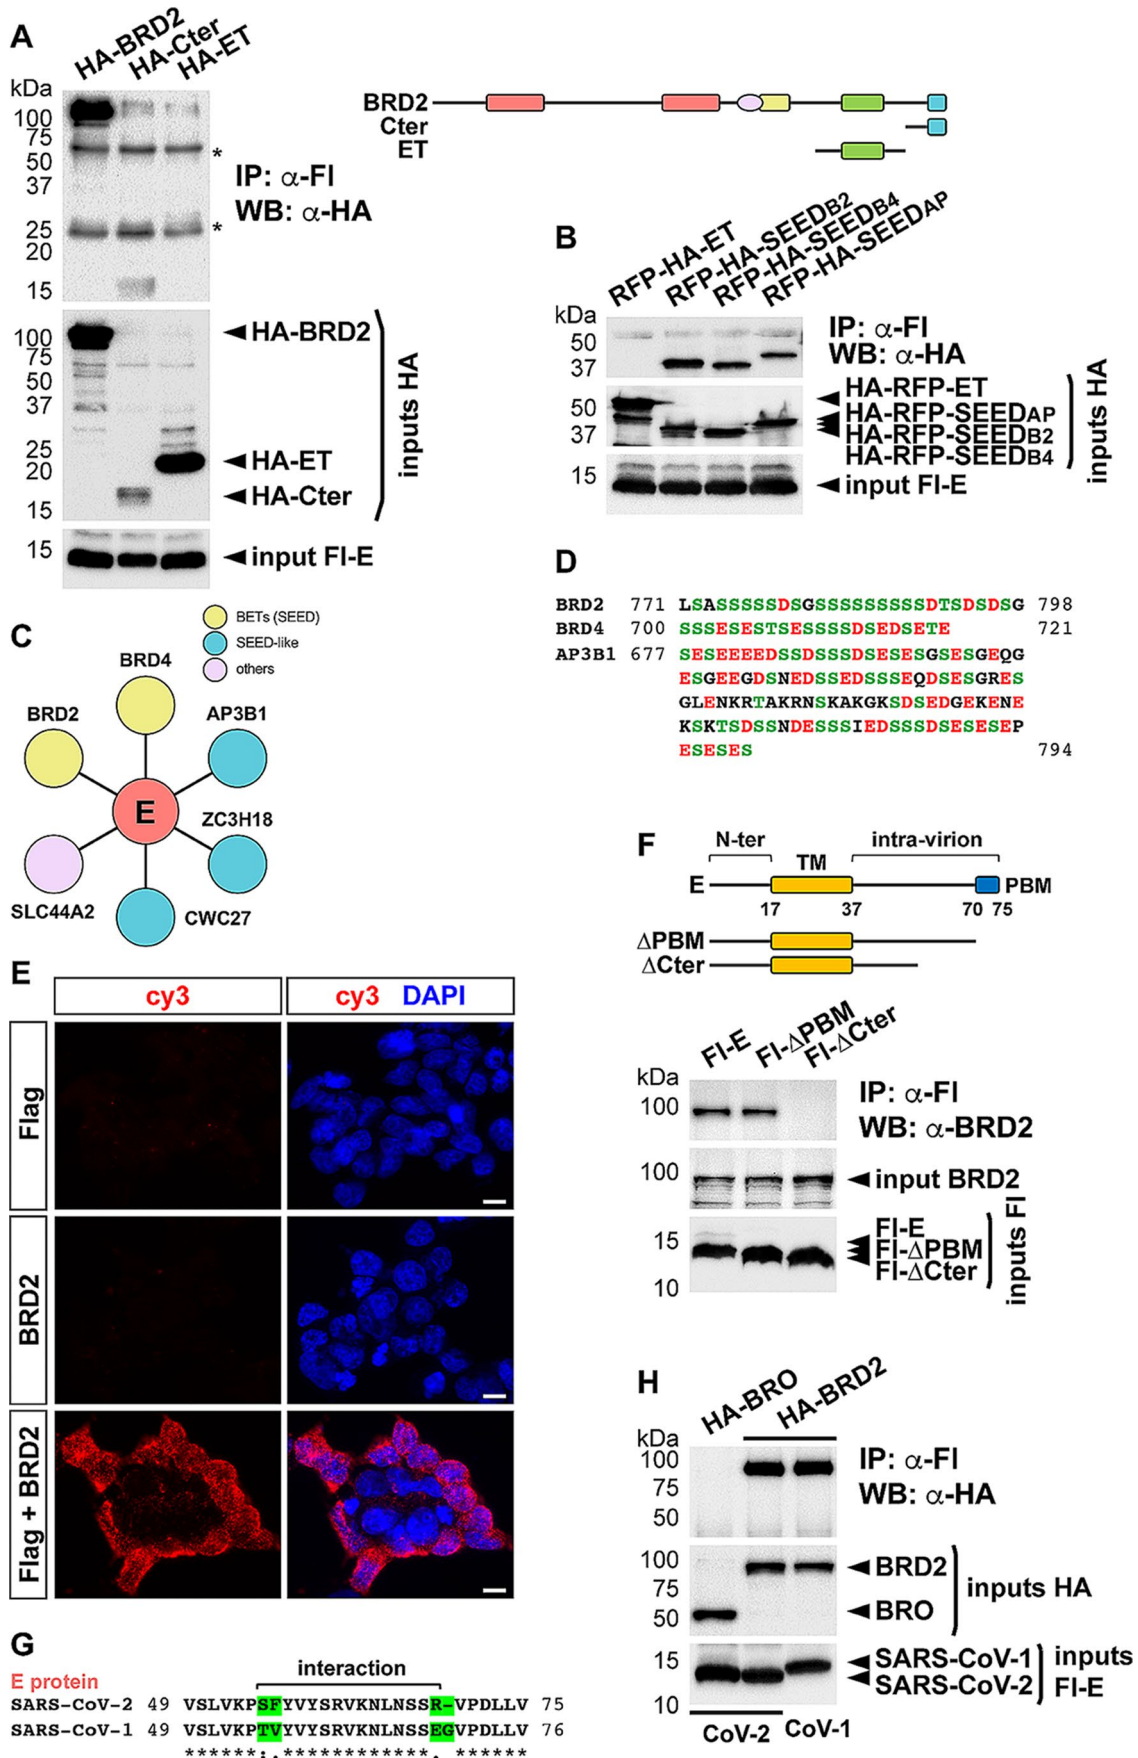 A
HA-BRD2
HA-Cter
HA-ET
kDa
100
75
50
37
25
20
15
*
*
IP: α-Fl
WB: α-HA
100
75
50
37
25
20
15
HA-BRD2
HA-ET
HA-Cter
inputs HA
15
input Fl-E
BRD2
Cter
ET
B
RFP-HA-ET
RFP-HA-SEEDB2
RFP-HA-SEEDB4
RFP-HA-SEEDAP
kDa
50
37
IP: α-Fl
WB: α-HA
50
37
HA-RFP-ET
HA-RFP-SEEDAP
HA-RFP-SEEDB2
HA-RFP-SEEDB4
inputs HA
15
input Fl-E
C
BETs (SEED)
SEED-like
others
BRD4
BRD2
AP3B1
E
ZC3H18
SLC44A2
CWC27
D
BRD2 771 LSASSSSSDSGSSSSSSSSSDTSDSDSG 798
BRD4 700 SSSESESTSESSSSDSEDSETE 721
AP3B1 677 SESEEEEDSSDSSSDSESESGSESGEQG
ESGEEGDSNEDSSEDSSSEQDSESGRES
GLENKRTAKRNSKAKGKSDSEDGEKENE
KSKTSDSSNDESSSIEDSSSDSESESEP
ESESES 794
E
cy3
cy3 DAPI
Flag
BRD2
Flag + BRD2
F
N-ter
TM
intra-virion
E
PBM
17 37 70 75
ΔPBM
ΔCter
Fl-E
Fl-ΔPBM
Fl-ΔCter
kDa
100
IP: α-Fl
WB: α-BRD2
100
input BRD2
15
10
Fl-E
Fl-ΔPBM
Fl-ΔCter
inputs Fl
G
interaction
E protein
SARS-CoV-2 49 VSLVKPSFYVYSRVKNLNSSR-VPDLLV 75
SARS-CoV-1 49 VSLVKPTVYVYSRVKNLNSSEGVPDLLV 76
******:.************. ******
H
HA-BRO
HA-BRD2
kDa
100
75
50
IP: α-Fl
WB: α-HA
100
75
50
BRD2
BRO
inputs HA
15
10
SARS-CoV-1
SARS-CoV-2
inputs
Fl-E
CoV-2 CoV-1